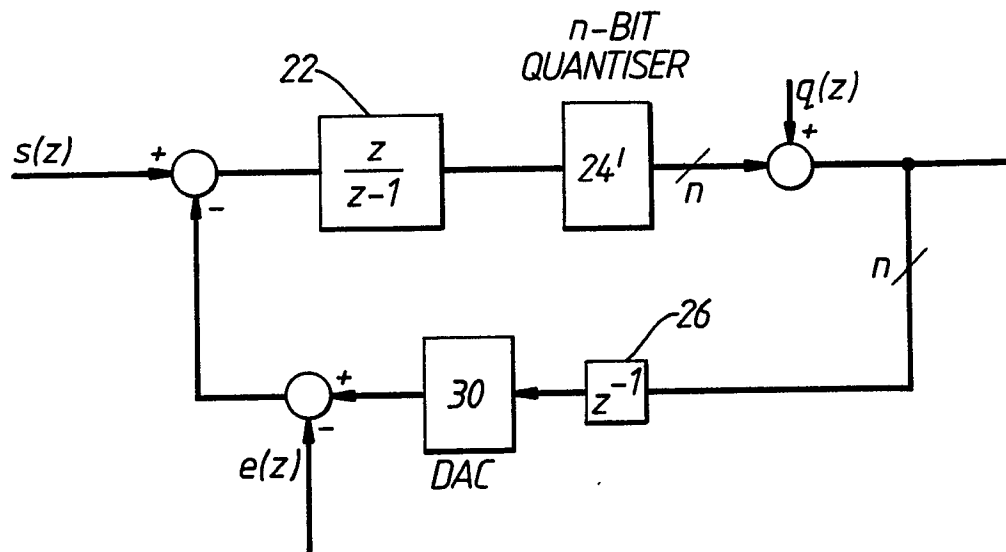 n-BIT
QUANTISER
22
q(z)
s(z)
+
+
z
z-1
24'
n
-
n
26
+
30
z-1
-
e(z)
DAC